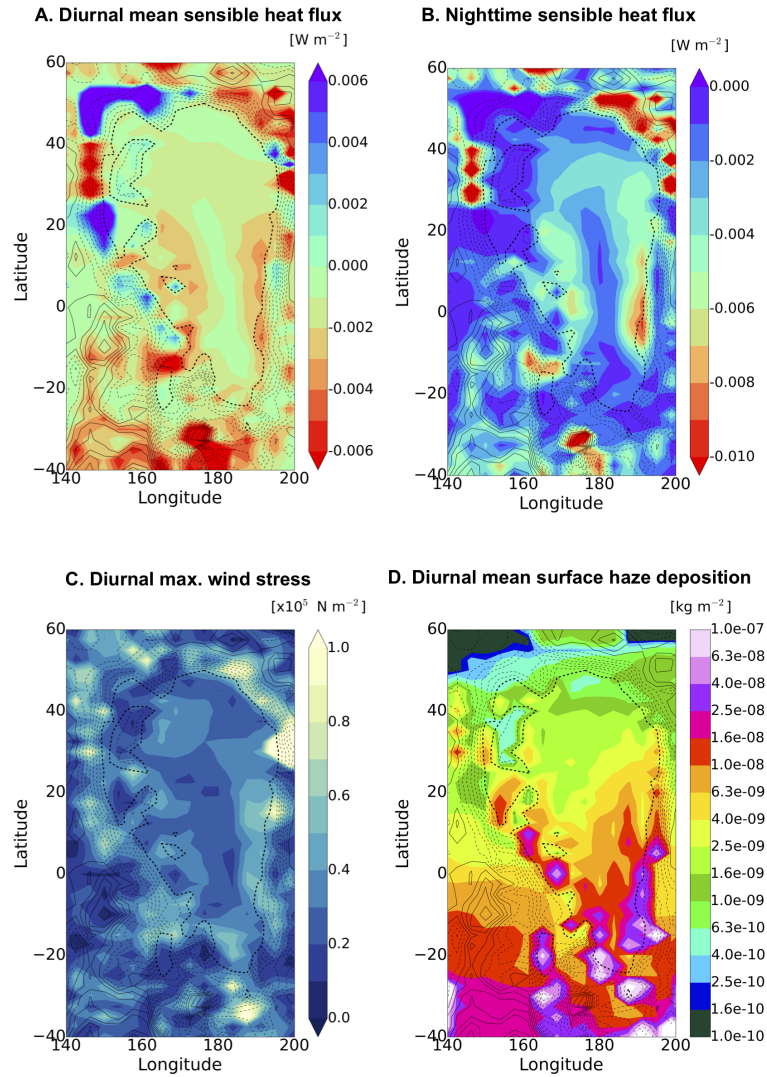 A. Diurnal mean sensible heat flux
[W m−2]
60
40
20
0
−20
−40
140
160
180
200
Latitude
Longitude
0.006
0.004
0.002
0.000
-0.002
-0.004
-0.006
B. Nighttime sensible heat flux
[W m−2]
60
40
20
0
−20
−40
140
160
180
200
Latitude
Longitude
0.000
-0.002
-0.004
-0.006
-0.008
-0.010
C. Diurnal max. wind stress
[x10⁵ N m−2]
60
40
20
0
−20
−40
140
160
180
200
Latitude
Longitude
1.0
0.8
0.6
0.4
0.2
0.0
D. Diurnal mean surface haze deposition
[kg m−2]
60
40
20
0
−20
−40
140
160
180
200
Latitude
Longitude
1.0e-07
6.3e-08
4.0e-08
2.5e-08
1.6e-08
1.0e-08
6.3e-09
4.0e-09
2.5e-09
1.6e-09
1.0e-09
6.3e-10
4.0e-10
2.5e-10
1.6e-10
1.0e-10